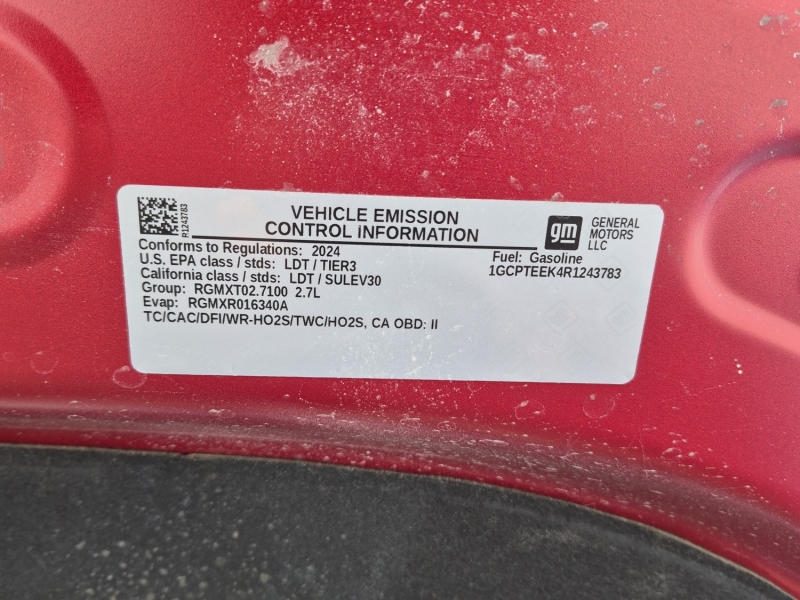 R1243783
VEHICLE EMISSION
CONTROL INFORMATION
gm
GENERAL
MOTORS
LLC
Conforms to Regulations: 2024
U.S. EPA class / stds: LDT / TIER3
California class / stds: LDT / SULEV30
Group: RGMXT02.7100 2.7L
Evap: RGMXR016340A
TC/CAC/DFI/WR-HO2S/TWC/HO2S, CA OBD: II
Fuel: Gasoline
1GCPTEEK4R1243783